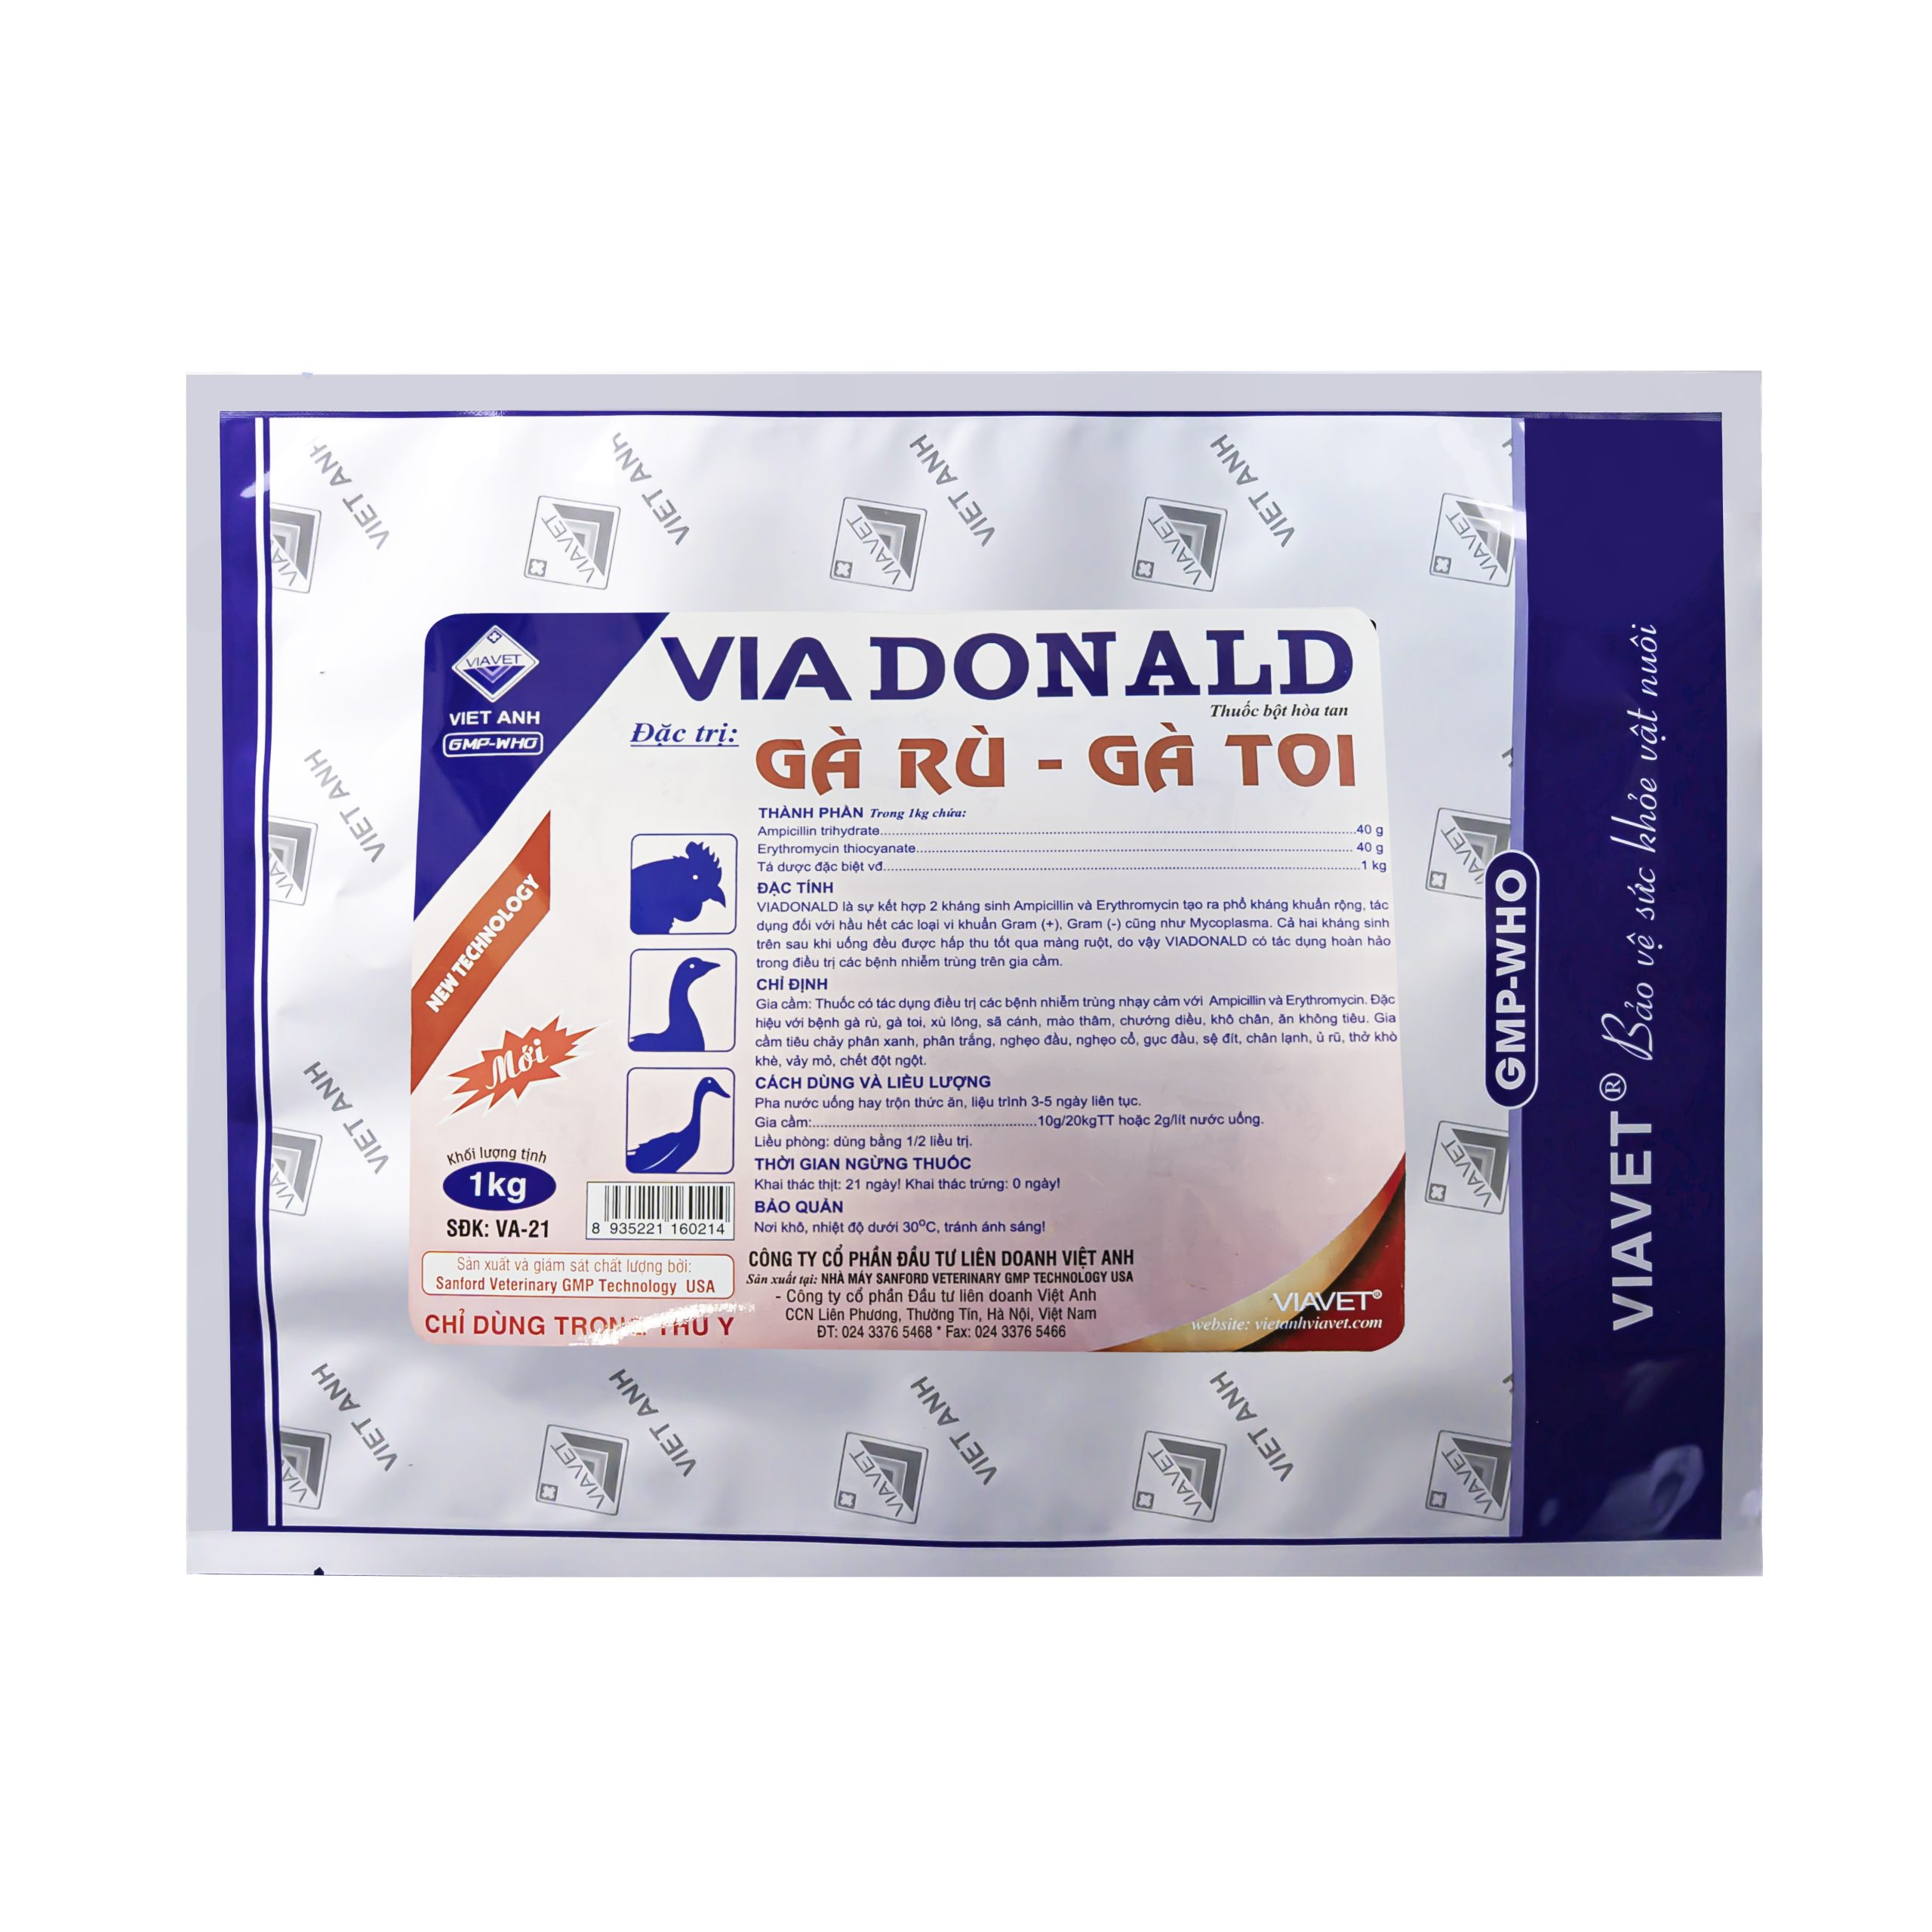 VIAVET
VIET ANH
GMP-WHO
VIA DONALD
Thuốc bột hòa tan
Đặc trị:
GÀ RÙ - GÀ TOI
NEW TECHNOLOGY
Mới
THÀNH PHẦN Trong 1kg chứa:
Ampicillin trihydrate....................40 g
Erythromycin thiocyanate.................... 40 g
Tá dược đặc biệt vđ....................1 kg
ĐẶC TÍNH
VIADONALD là sự kết hợp 2 kháng sinh Ampicillin và Erythromycin tạo ra phổ kháng khuẩn rộng, tác
dụng đối với hầu hết các loại vi khuẩn Gram (+), Gram (-) cũng như Mycoplasma. Cả hai kháng sinh
trên sau khi uống đều được hấp thu tốt qua màng ruột, do vậy VIADONALD có tác dụng hoàn hảo
trong điều trị các bệnh nhiễm trùng trên gia cầm.
CHỈ ĐỊNH
Gia cầm: Thuốc có tác dụng điều trị các bệnh nhiễm trùng nhạy cảm với Ampicillin và Erythromycin. Đặc
hiệu với bệnh gà rù, gà toi, xù lông, sã cánh, mào thâm, chướng diều, khô chân, ăn không tiêu. Gia
cầm tiêu chảy phân xanh, phân trắng, nghẹo đầu, nghẹo cổ, gục đầu, sệ đít, chân lạnh, ủ rũ, thở khò
khè, vảy mỏ, chết đột ngột.
CÁCH DÙNG VÀ LIỀU LƯỢNG
Pha nước uống hay trộn thức ăn, liệu trình 3-5 ngày liên tục.
Gia cầm:....................10g/20kgTT hoặc 2g/lít nước uống.
Liều phòng: dùng bằng 1/2 liều trị.
THỜI GIAN NGỪNG THUỐC
Khai thác thịt: 21 ngày! Khai thác trứng: 0 ngày!
BẢO QUẢN
Nơi khô, nhiệt độ dưới 30ºC, tránh ánh sáng!
Khối lượng tịnh
1kg
SĐK: VA-21
8 935221 160214
Sản xuất và giám sát chất lượng bởi:
Sanford Veterinary GMP Technology USA
CHỈ DÙNG TRONG THÚ Y
CÔNG TY CỔ PHẦN ĐẦU TƯ LIÊN DOANH VIỆT ANH
Sản xuất tại: NHÀ MÁY SANFORD VETERINARY GMP TECHNOLOGY USA
- Công ty cổ phần Đầu tư liên doanh Việt Anh
CCN Liên Phương, Thường Tín, Hà Nội, Việt Nam
ĐT: 024 3376 5468 * Fax: 024 3376 5466
VIAVET®
website: vietanhviavet.com
GMP-WHO
VIAVET® Bảo vệ sức khỏe vật nuôi